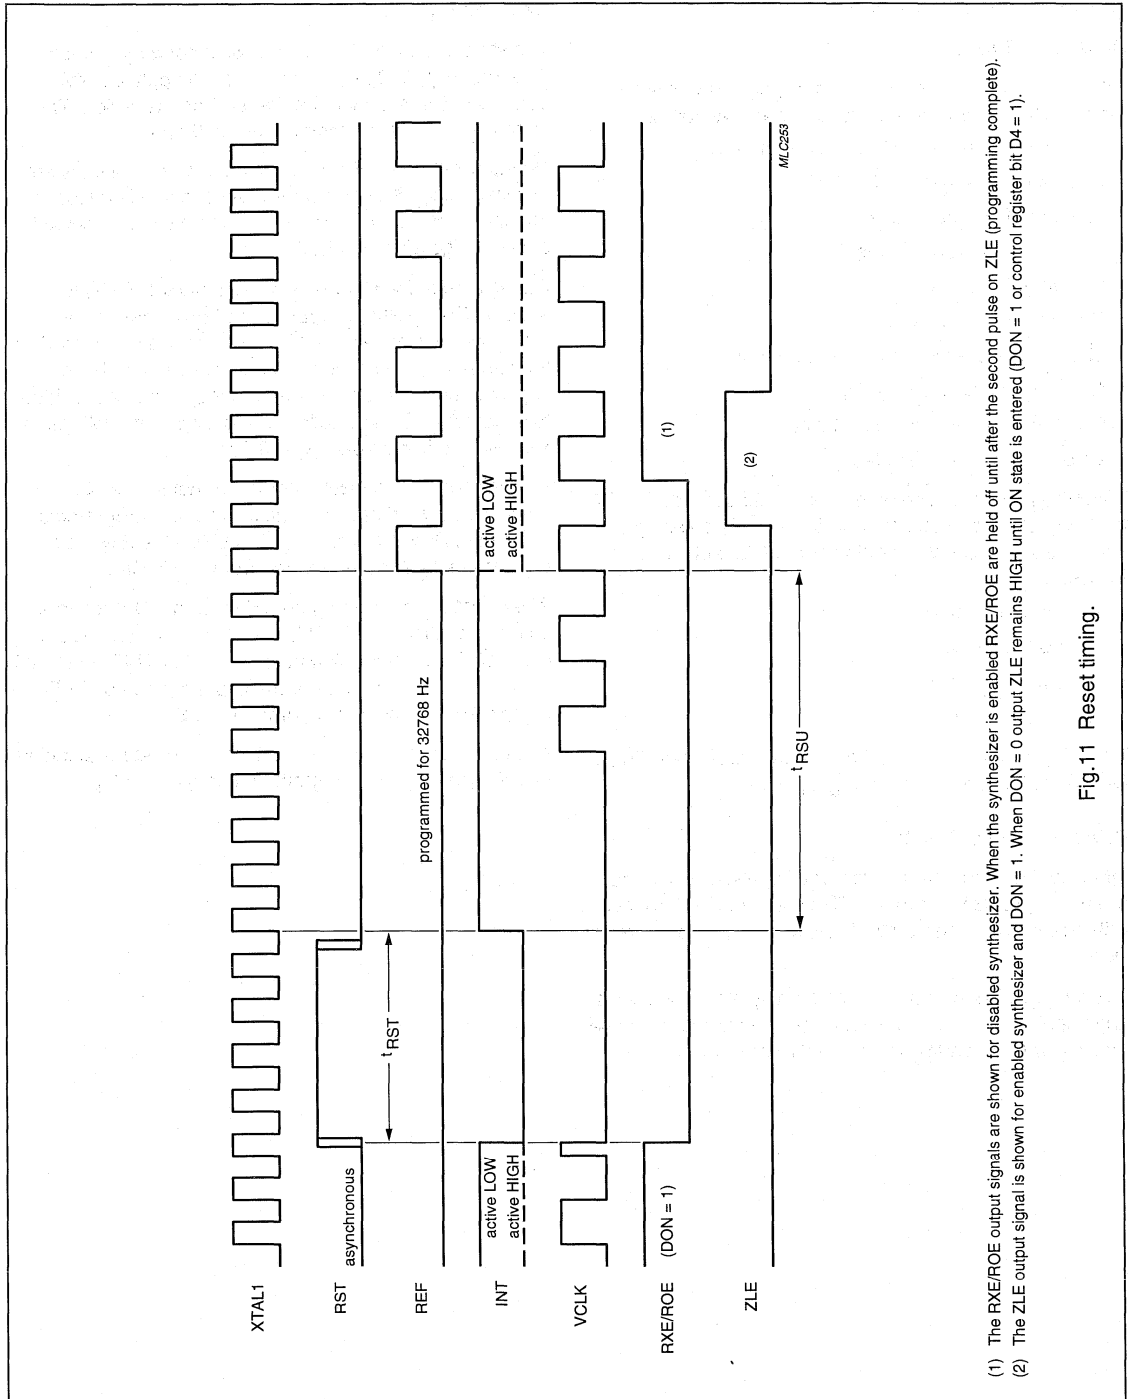 XTAL1
RST
asynchronous
tRST
REF
programmed for 32768 Hz
INT
active LOW
active HIGH
active LOW
active HIGH
VCLK
RXE/ROE
(DON = 1)
(1)
tRSU
ZLE
(2)
MLC253
(1) The RXE/ROE output signals are shown for disabled synthesizer. When the synthesizer is enabled RXE/ROE are held off until after the second pulse on ZLE (programming complete).
(2) The ZLE output signal is shown for enabled synthesizer and DON = 1. When DON = 0 output ZLE remains HIGH until ON state is entered (DON = 1 or control register bit D4 = 1).
Fig.11 Reset timing.